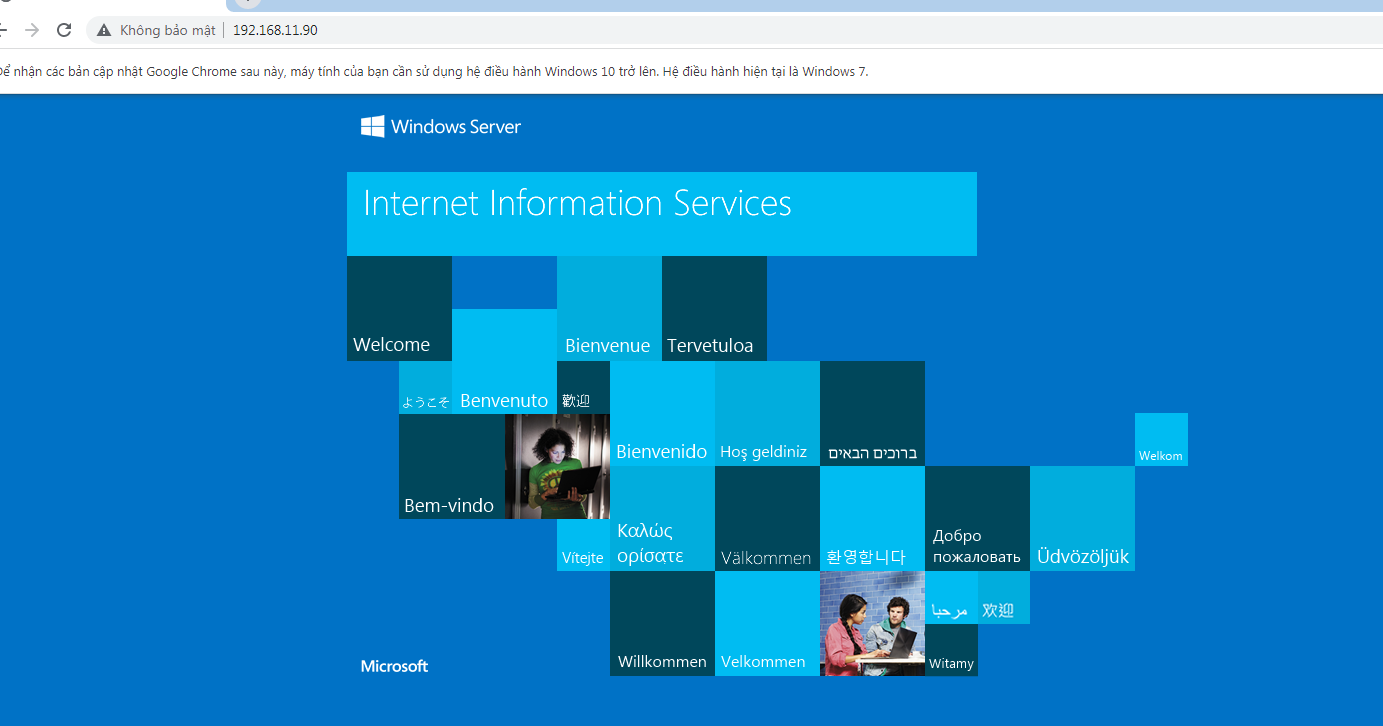 Không bảo mật | 192.168.11.90
Để nhận các bản cập nhật Google Chrome sau này, máy tính của bạn cần sử dụng hệ điều hành Windows 10 trở lên. Hệ điều hành hiện tại là Windows 7.
Windows Server
Internet Information Services
Welcome
Bienvenue
Tervetuloa
ようこそ
Benvenuto
歡迎
Bienvenido
Hoş geldiniz
ברוכים הבאים
Welkom
Bem-vindo
Vítejte
Καλώς
ορίσατε
Välkommen
환영합니다
Добро
пожаловать
Üdvözöljük
مرحبا
欢迎
Microsoft
Willkommen
Velkommen
Witamy